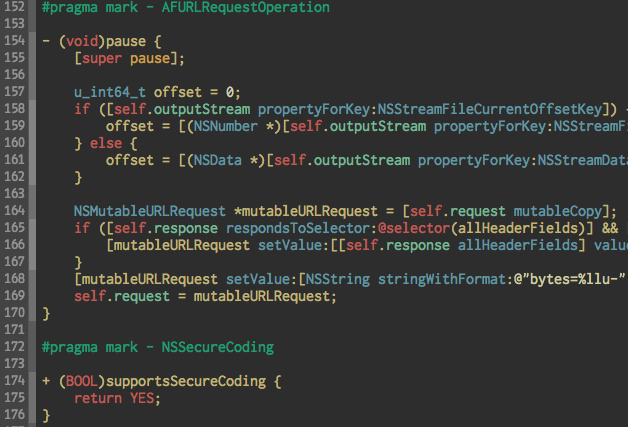 152 #pragma mark - AFURLRequestOperation
153
154 - (void)pause {
155     [super pause];
156
157     u_int64_t offset = 0;
158     if ([self.outputStream propertyForKey:NSStreamFileCurrentOffsetKey]) {
159         offset = [(NSNumber *)[self.outputStream propertyForKey:NSStreamF
160     } else {
161         offset = [(NSData *)[self.outputStream propertyForKey:NSStreamData
162     }
163
164     NSMutableURLRequest *mutableURLRequest = [self.request mutableCopy];
165     if ([self.response respondsToSelector:@selector(allHeaderFields)] &&
166         [mutableURLRequest setValue:[[self.response allHeaderFields] valu
167     }
168     [mutableURLRequest setValue:[NSString stringWithFormat:@"bytes=%llu-"
169     self.request = mutableURLRequest;
170 }
171
172 #pragma mark - NSSecureCoding
173
174 + (BOOL)supportsSecureCoding {
175     return YES;
176 }